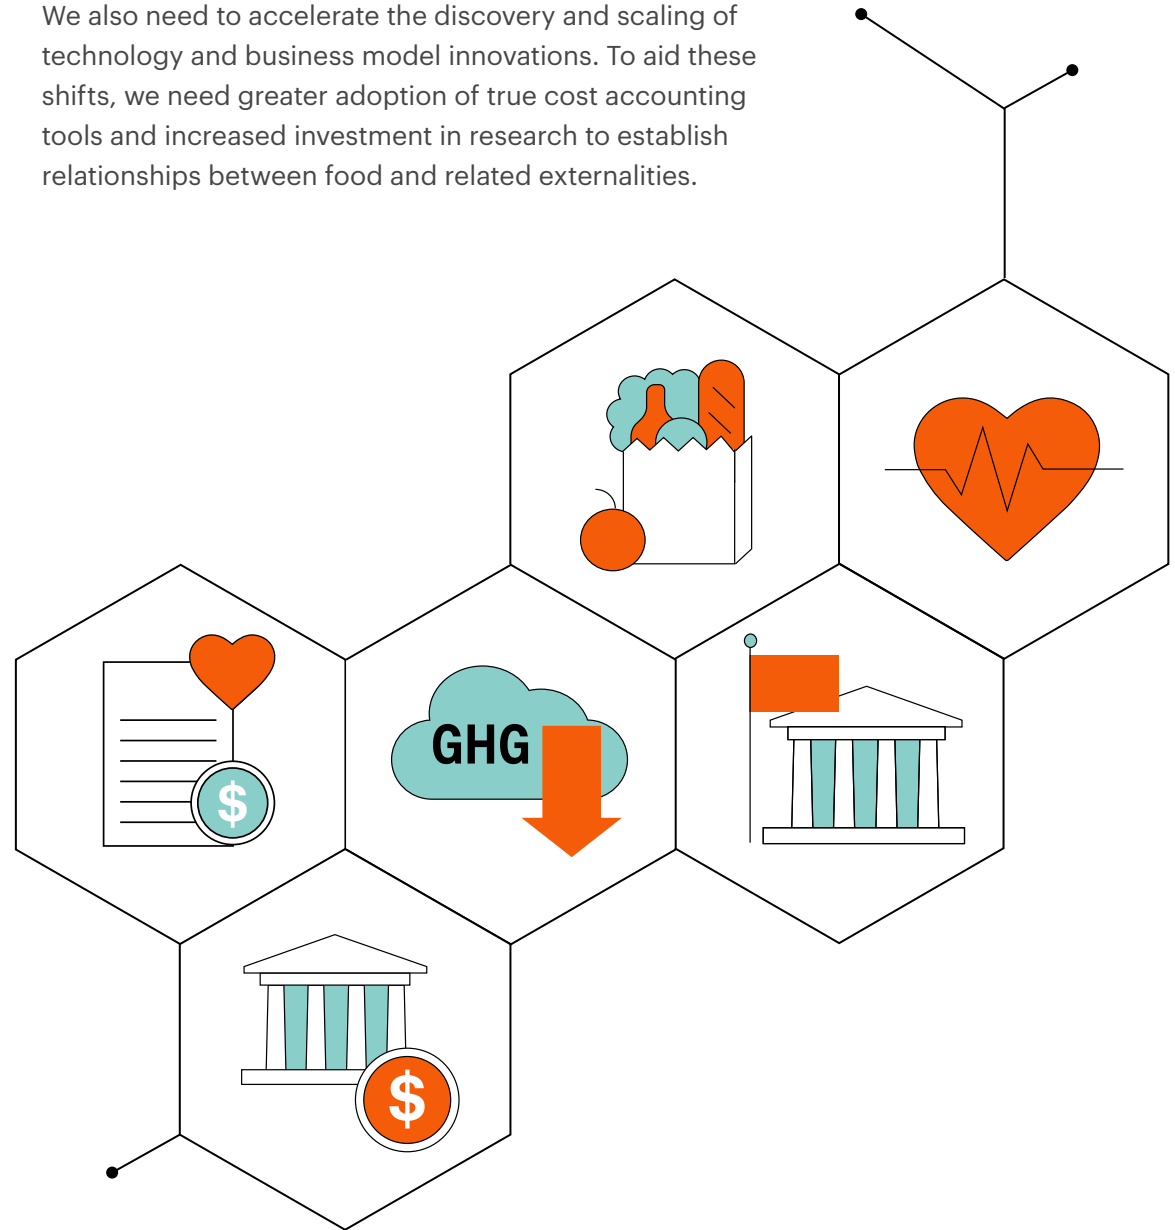 We also need to accelerate the discovery and scaling of
technology and business model innovations. To aid these
shifts, we need greater adoption of true cost accounting
tools and increased investment in research to establish
relationships between food and related externalities.
GHG
$
$